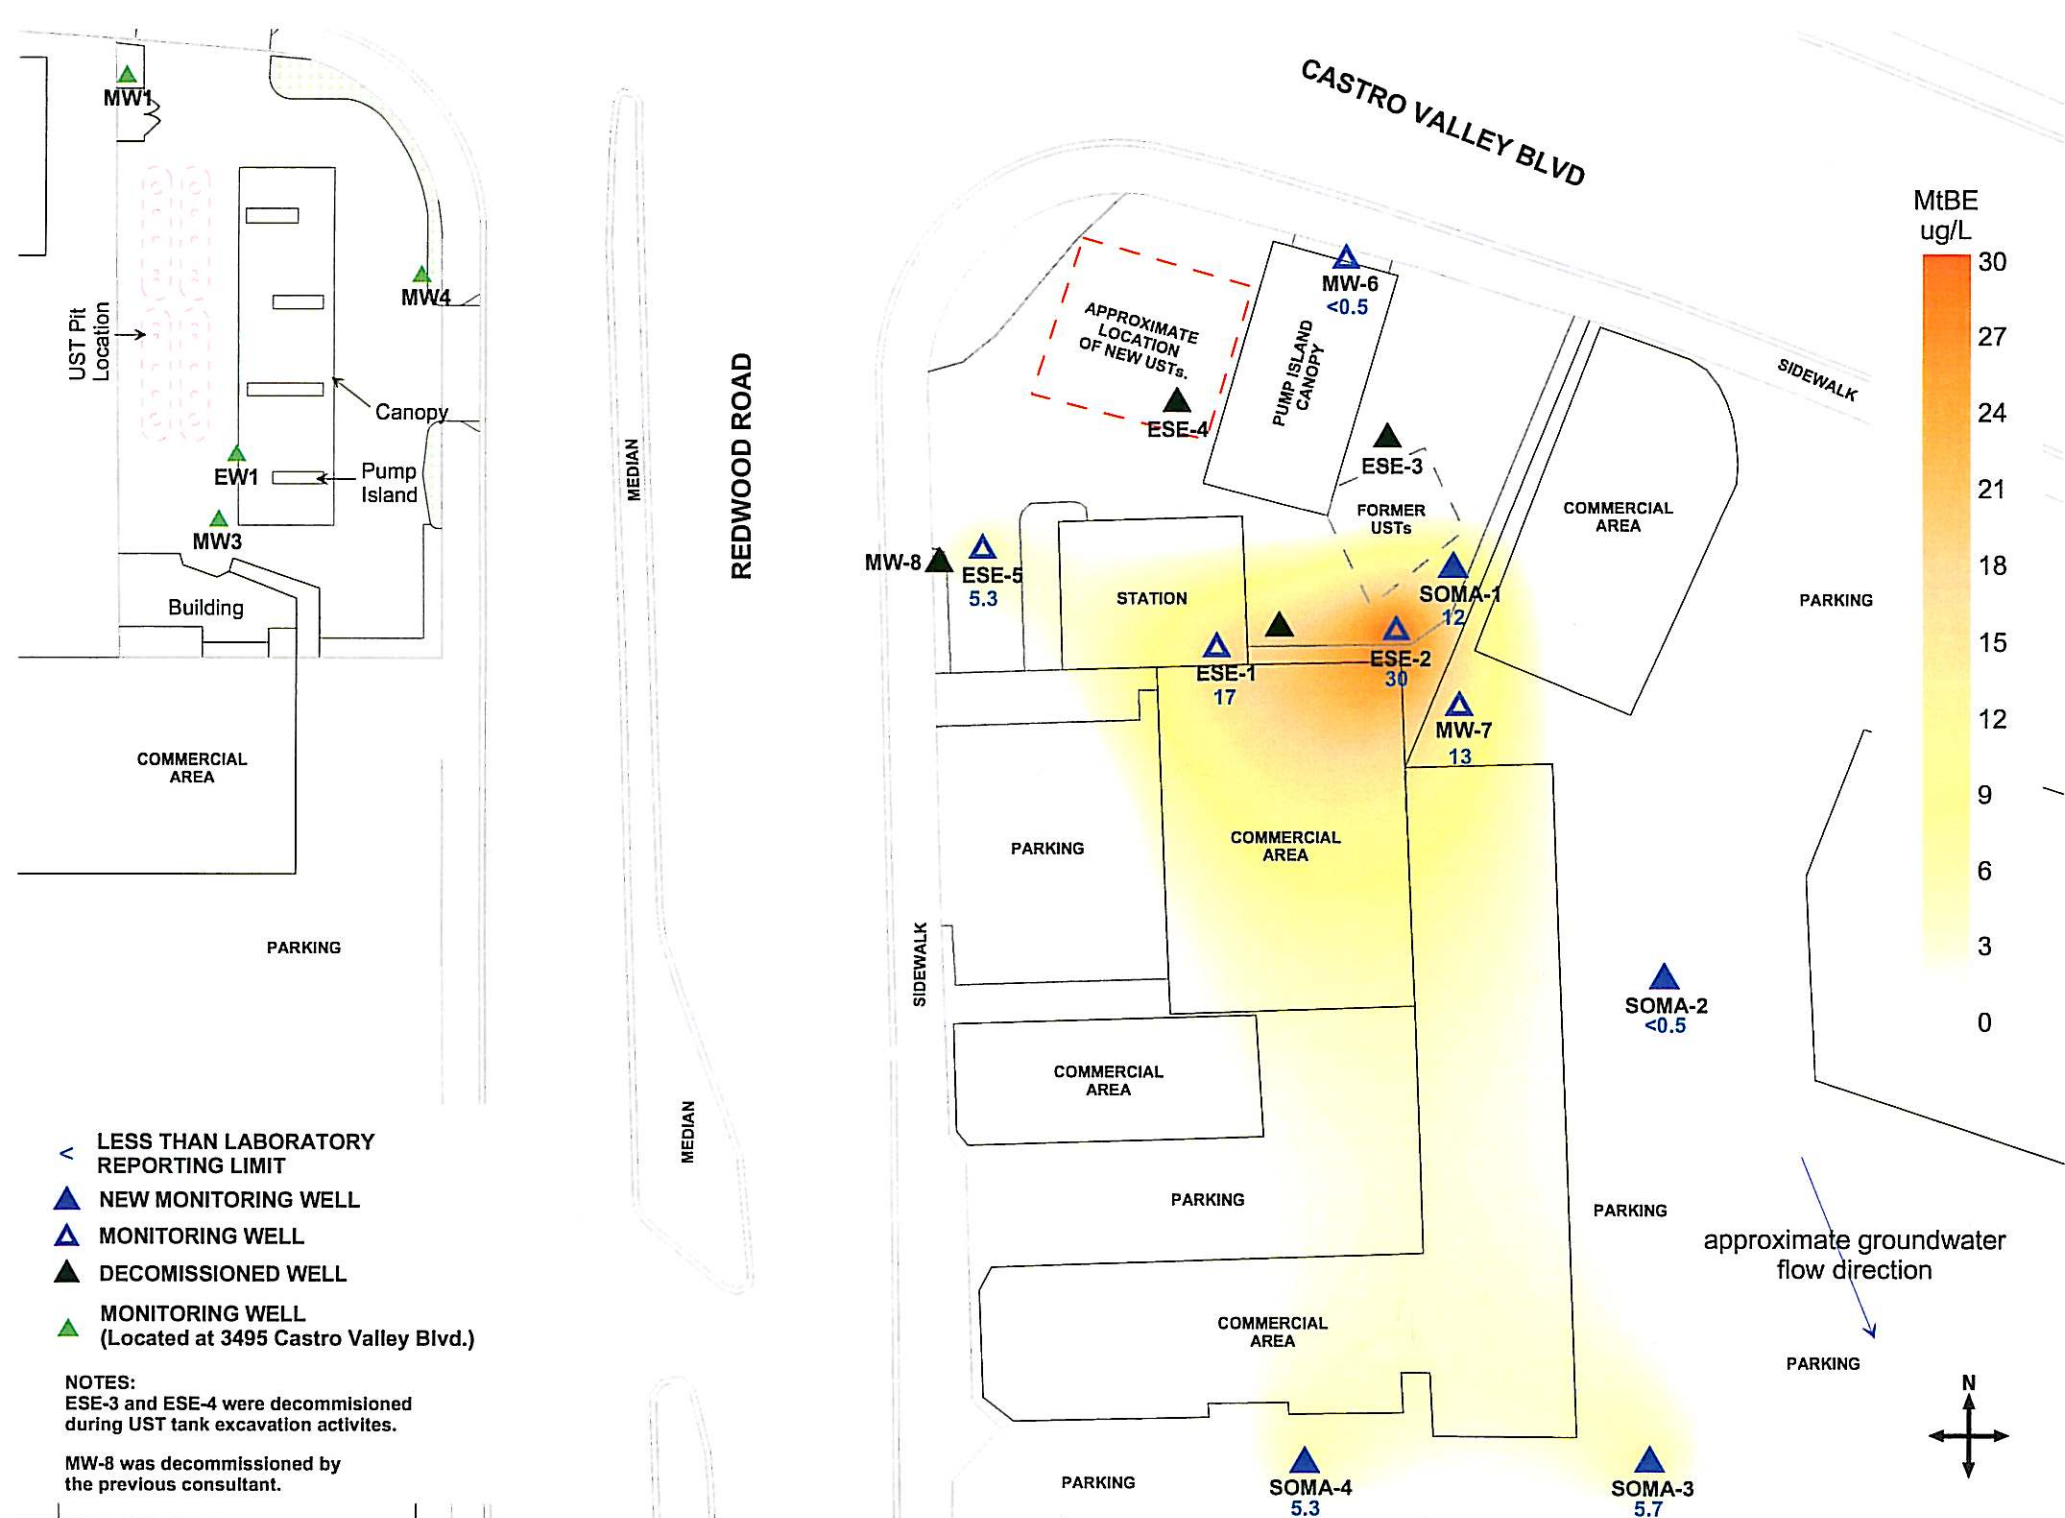 CASTRO VALLEY BLVD
MW1
MW4
UST Pit
Location
Canopy
EW1
Pump
Island
MW3
Building
COMMERCIAL
AREA
PARKING
MEDIAN
REDWOOD ROAD
MEDIAN
APPROXIMATE
LOCATION
OF NEW USTs.
ESE-4
PUMP ISLAND
CANOPY
MW-6
<0.5
ESE-3
FORMER
USTs
COMMERCIAL
AREA
SIDEWALK
PARKING
MW-8
ESE-5
5.3
STATION
SOMA-1
12
ESE-1
17
ESE-2
30
MW-7
13
PARKING
COMMERCIAL
AREA
SIDEWALK
SOMA-2
<0.5
COMMERCIAL
AREA
PARKING
PARKING
COMMERCIAL
AREA
PARKING
SOMA-4
5.3
SOMA-3
5.7
approximate groundwater
flow direction
PARKING
N
MtBE
ug/L
30
27
24
21
18
15
12
9
6
3
0
< LESS THAN LABORATORY
REPORTING LIMIT
NEW MONITORING WELL
MONITORING WELL
DECOMISSIONED WELL
MONITORING WELL
(Located at 3495 Castro Valley Blvd.)
NOTES:
ESE-3 and ESE-4 were decommisioned
during UST tank excavation activites.
MW-8 was decommissioned by
the previous consultant.